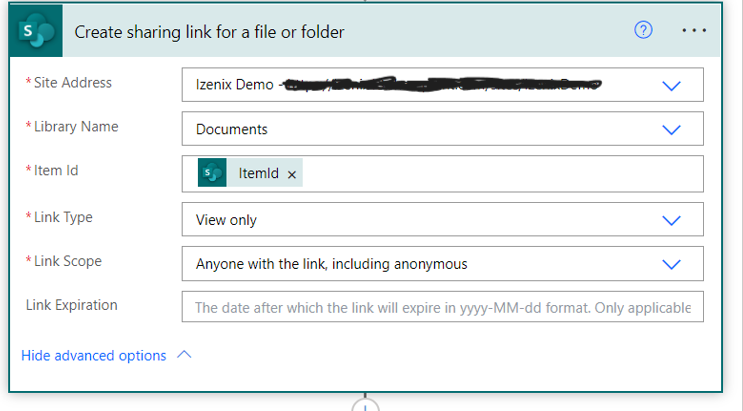 Create sharing link for a file or folder
* Site Address
Izenix Demo -
* Library Name
Documents
* Item Id
ItemId ×
* Link Type
View only
* Link Scope
Anyone with the link, including anonymous
Link Expiration
The date after which the link will expire in yyyy-MM-dd format. Only applicable
Hide advanced options